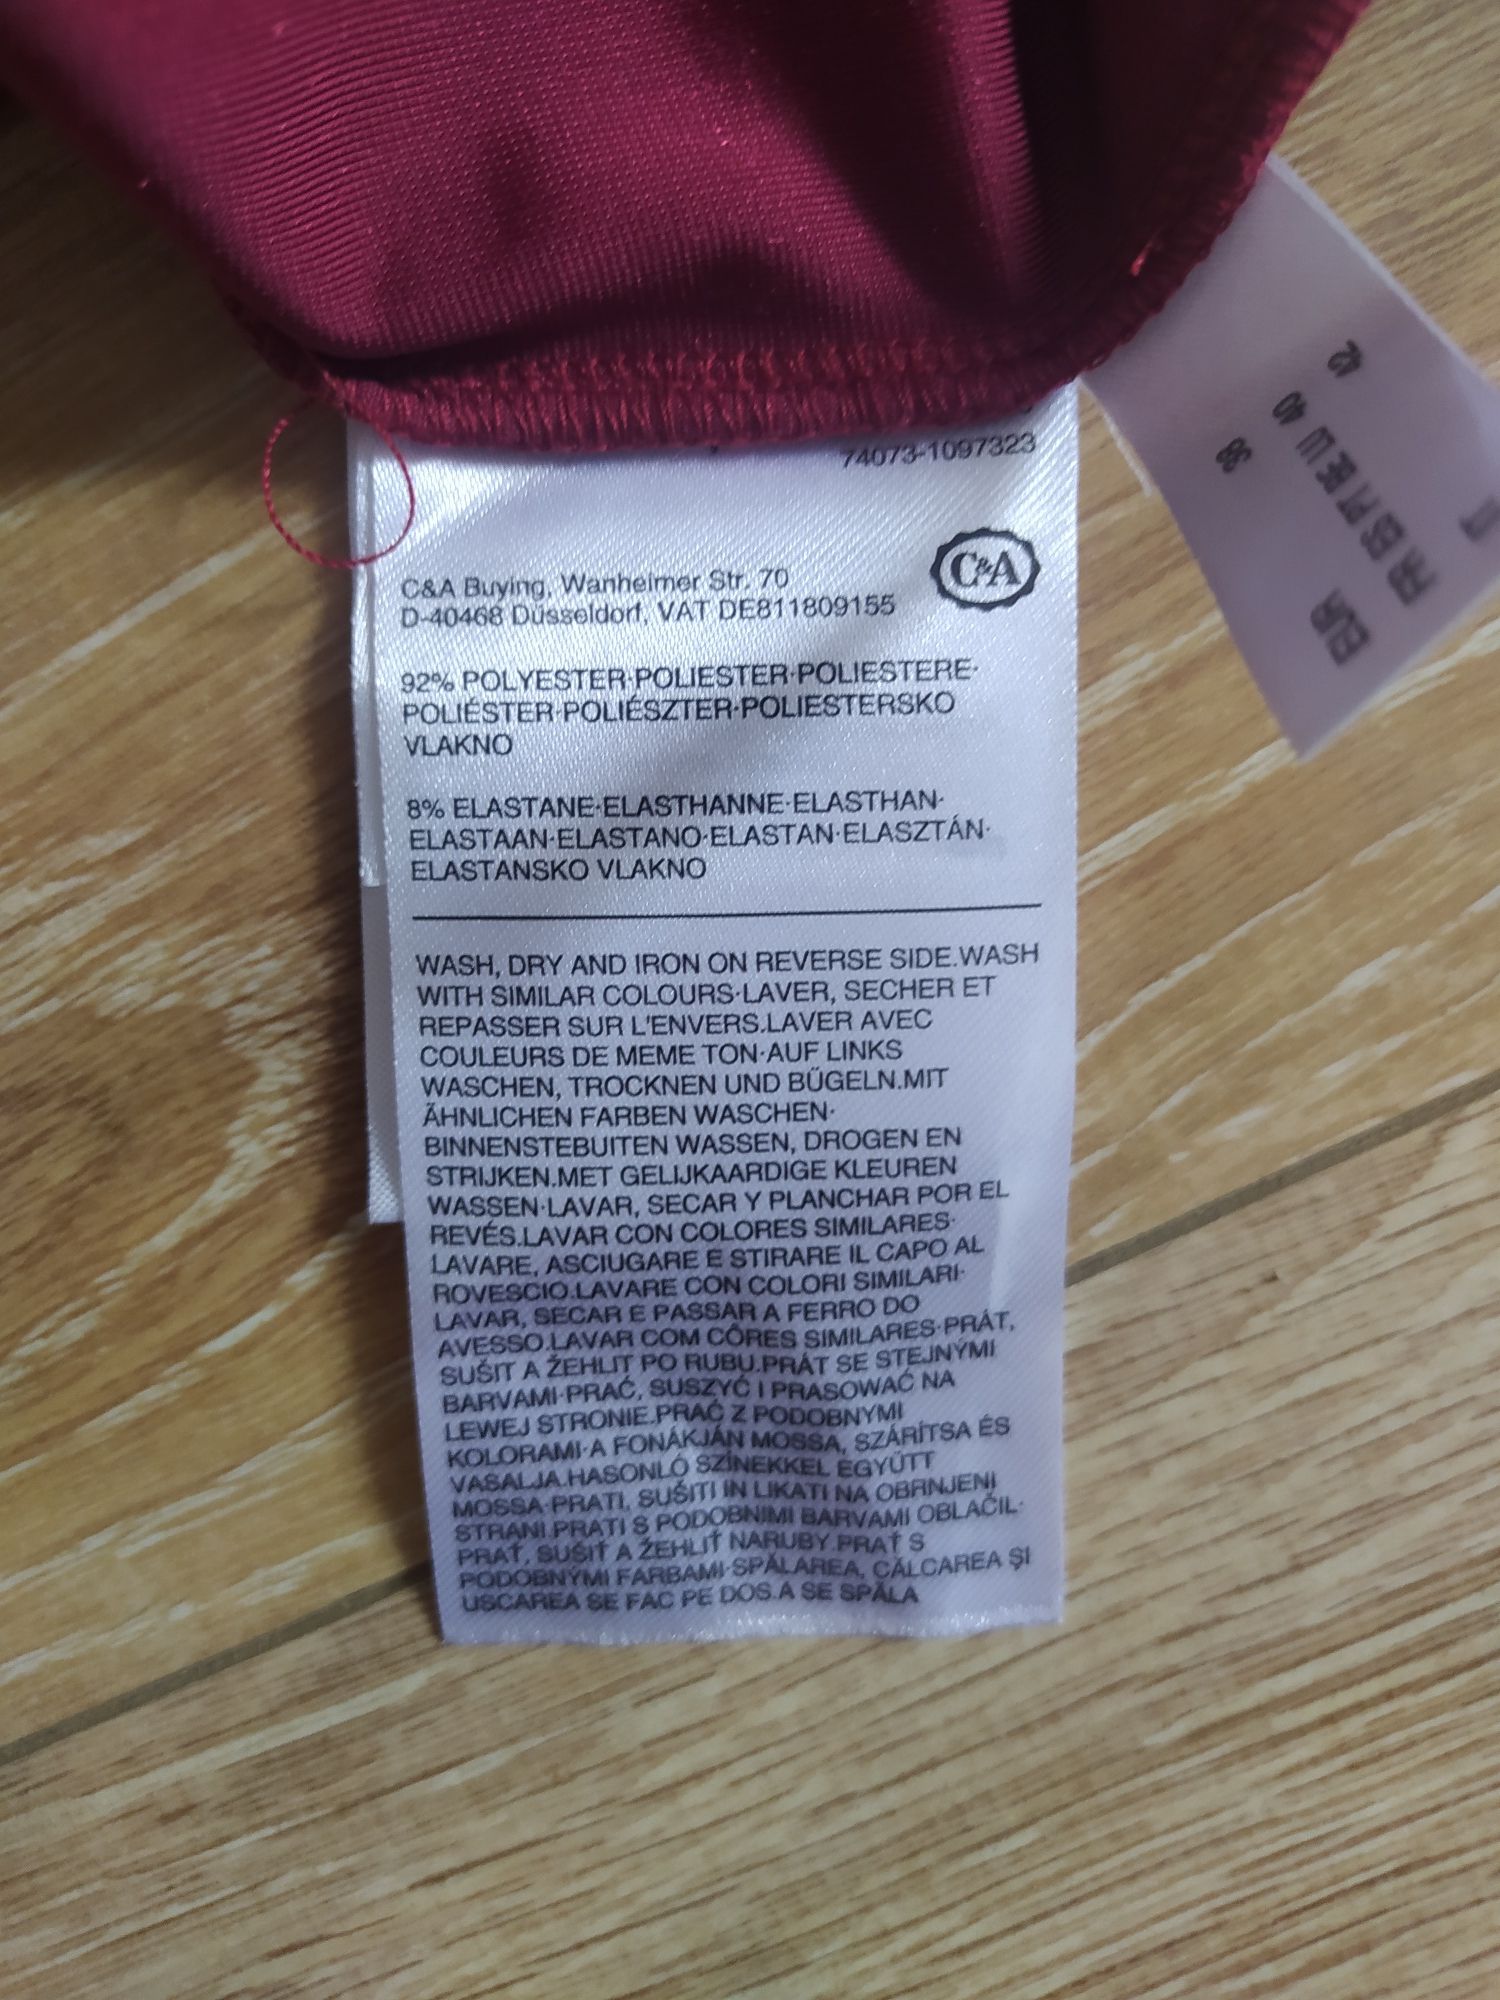 74073-1097323
C&A
C&A Buying, Wanheimer Str. 70
D-40468 Düsseldorf, VAT DE811809155
92% POLYESTER·POLIESTER·POLIESTERE·
POLIÉSTER·POLIÉSZTER·POLIESTERSKO
VLAKNO
8% ELASTANE·ELASTHANNE·ELASTHAN·
ELASTAAN·ELASTANO·ELASTAN·ELASZTÁN·
ELASTANSKO VLAKNO
WASH, DRY AND IRON ON REVERSE SIDE.WASH
WITH SIMILAR COLOURS·LAVER, SECHER ET
REPASSER SUR L'ENVERS.LAVER AVEC
COULEURS DE MEME TON·AUF LINKS
WASCHEN, TROCKNEN UND BÜGELN.MIT
ÄHNLICHEN FARBEN WASCHEN·
BINNENSTEBUITEN WASSEN, DROGEN EN
STRIJKEN.MET GELIJKAARDIGE KLEUREN
WASSEN·LAVAR, SECAR Y PLANCHAR POR EL
REVÉS.LAVAR CON COLORES SIMILARES·
LAVARE, ASCIUGARE E STIRARE IL CAPO AL
ROVESCIO.LAVARE CON COLORI SIMILARI·
LAVAR, SECAR E PASSAR A FERRO DO
AVESSO.LAVAR COM CÔRES SIMILARES·PRÁT,
SUŠIT A ŽEHLIT PO RUBU.PRÁT SE STEJNÝMI
BARVAMI·PRAĆ, SUSZYĆ I PRASOWAĆ NA
LEWEJ STRONIE.PRAĆ Z PODOBNYMI
KOLORAMI·A FONÁKJÁN MOSSA, SZÁRÍTSA ÉS
VASALJA.HASONLÓ SZÍNEKKEL EGYÜTT
MOSSA·PRATI, SUŠITI IN LIKATI NA OBRNJENI
STRANI.PRATI S PODOBNIMI BARVAMI OBLAČIL·
PRAŤ, SUŠIŤ A ŽEHLIŤ NARUBY.PRAŤ S
PODOBNÝMI FARBAMI·SPĂLAREA, CĂLCAREA ŞI
USCAREA SE FAC PE DOS.A SE SPĂLA
EUR 38
FR ES PT BE LU 40
42